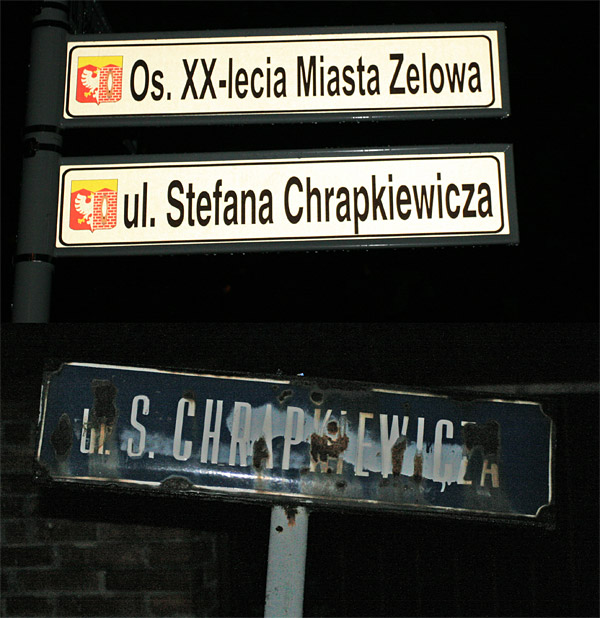 Os. XX-lecia Miasta Zelowa
ul. Stefana Chrapkiewicza
ul. S. CHRAPKIEWICZA